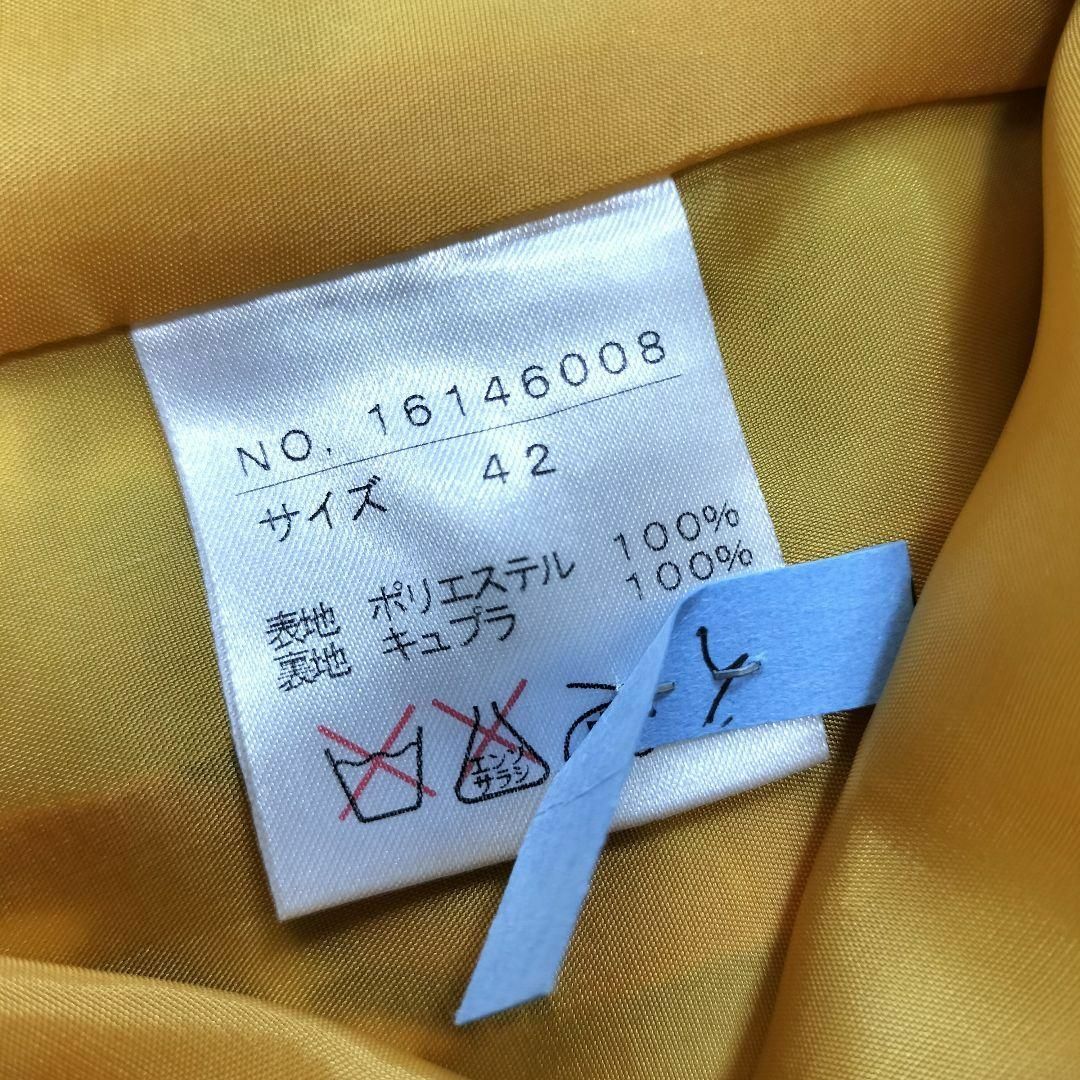 NO. 16146008
サイズ 42
表地 ポリエステル 100%
裏地 キュプラ 100%
エンソ
サラシ